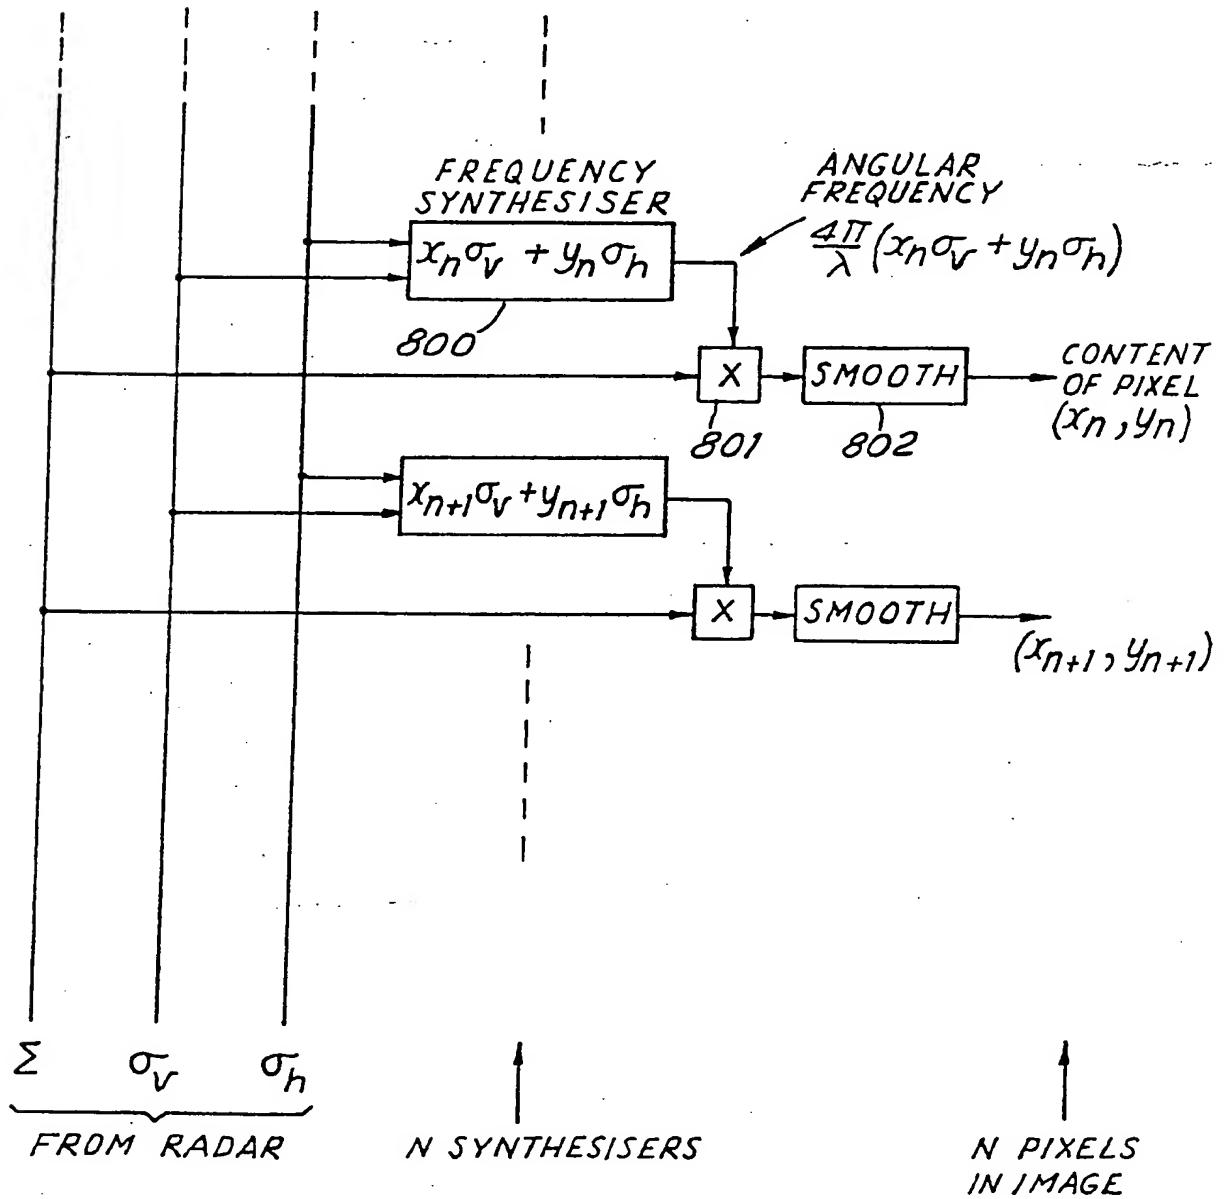 FREQUENCY
SYNTHESISER
xₙσᵥ + yₙσₕ
800
ANGULAR
FREQUENCY
4π/λ (xₙσᵥ + yₙσₕ)
X
801
SMOOTH
802
CONTENT
OF PIXEL
(xₙ, yₙ)
xₙ₊₁σᵥ + yₙ₊₁σₕ
X
SMOOTH
(xₙ₊₁, yₙ₊₁)
Σ σᵥ σₕ
FROM RADAR
N SYNTHESISERS
N PIXELS
IN IMAGE